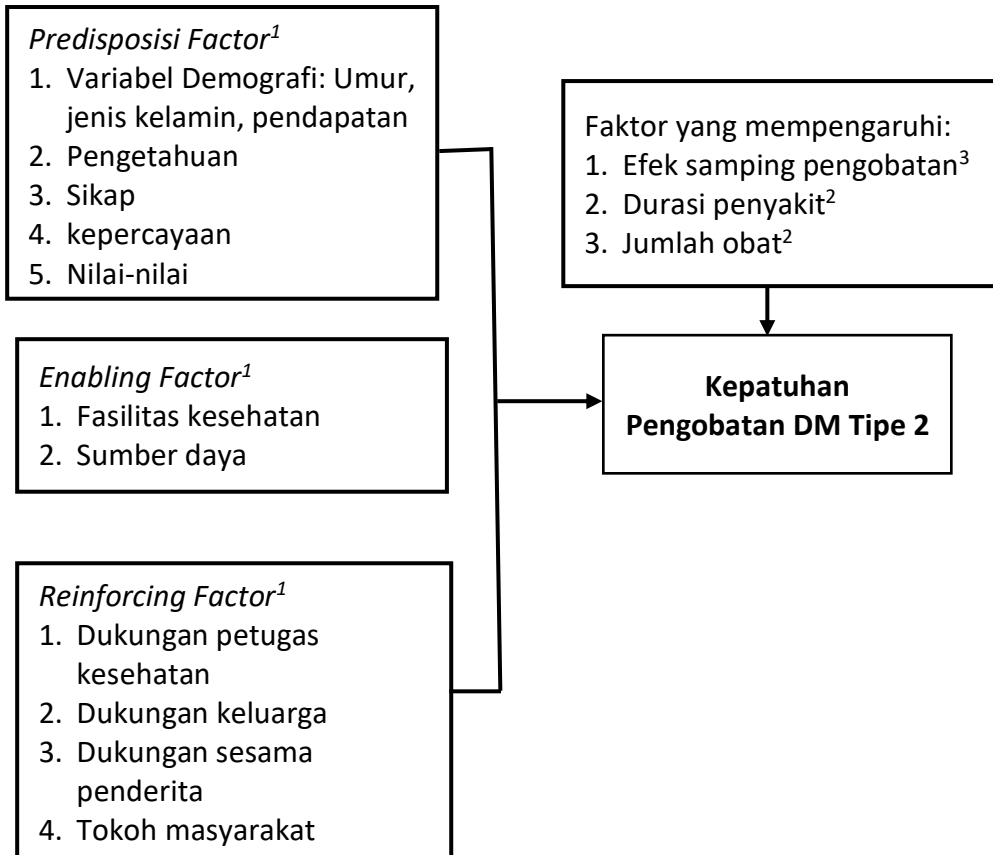 Predisposisi Factor¹
1. Variabel Demografi: Umur,
jenis kelamin, pendapatan
2. Pengetahuan
3. Sikap
4. kepercayaan
5. Nilai-nilai
Faktor yang mempengaruhi:
1. Efek samping pengobatan³
2. Durasi penyakit²
3. Jumlah obat²
Enabling Factor¹
1. Fasilitas kesehatan
2. Sumber daya
Kepatuhan
Pengobatan DM Tipe 2
Reinforcing Factor¹
1. Dukungan petugas
kesehatan
2. Dukungan keluarga
3. Dukungan sesama
penderita
4. Tokoh masyarakat